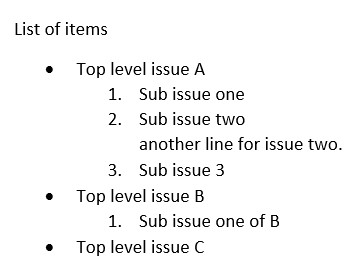 List of items
• Top level issue A
1. Sub issue one
2. Sub issue two
another line for issue two.
3. Sub issue 3
• Top level issue B
1. Sub issue one of B
• Top level issue C